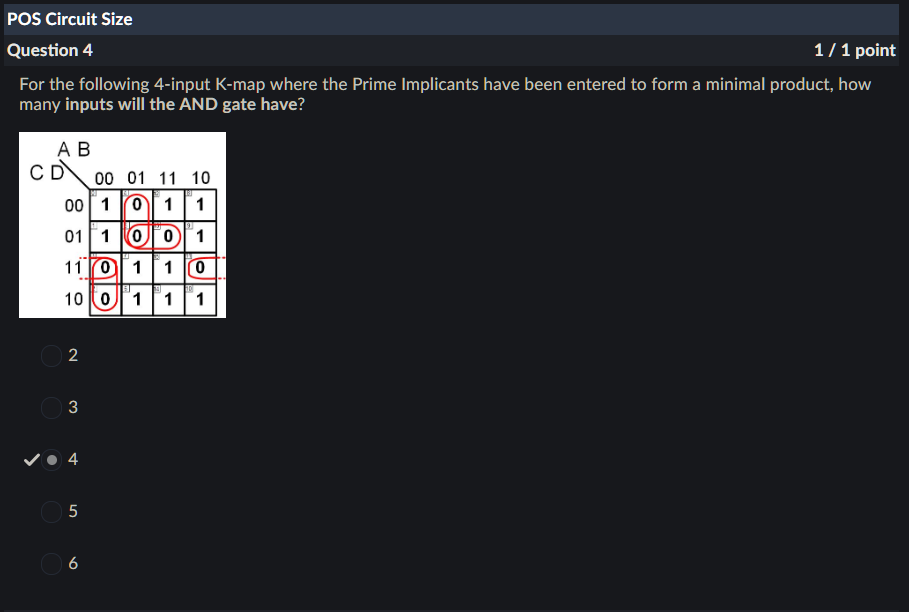 POS Circuit Size
Question 4 1 / 1 point
For the following 4-input K-map where the Prime Implicants have been entered to form a minimal product, how
many inputs will the AND gate have?
A B
C D 00 01 11 10
00 1 0 1 1
01 1 0 0 1
11 0 1 1 0
10 0 1 1 1
2
3
4
5
6